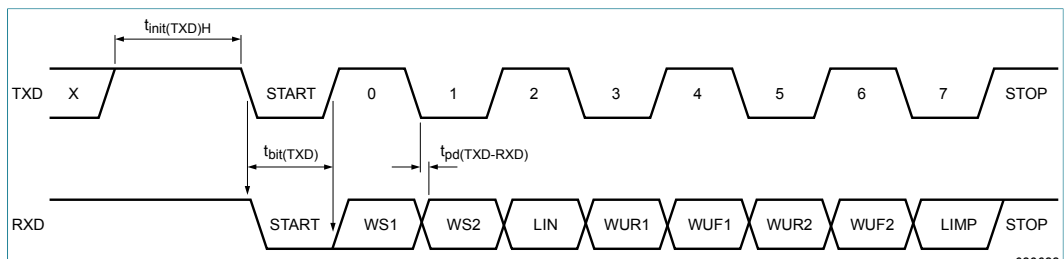 tinit(TXD)H
TXD X START 0 1 2 3 4 5 6 7 STOP
tbit(TXD) tpd(TXD-RXD)
RXD START WS1 WS2 LIN WUR1 WUF1 WUR2 WUF2 LIMP STOP